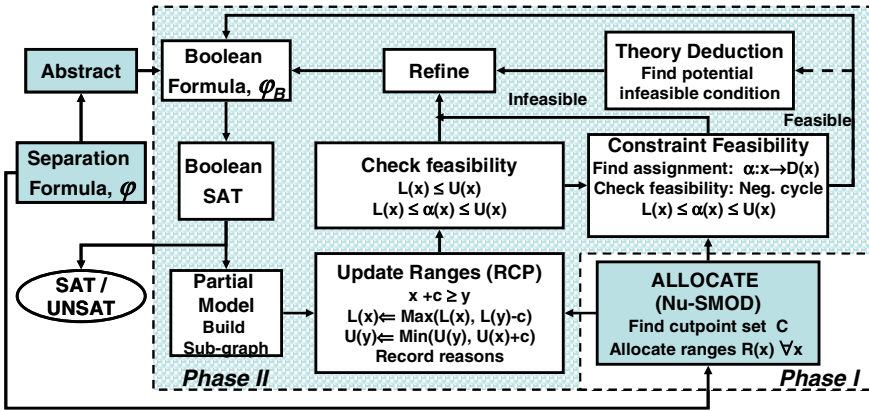 Abstract
Separation
Formula, φ
SAT /
UNSAT
Boolean
Formula, φB
Boolean
SAT
Partial
Model
Build
Sub-graph
Phase II
Refine
Infeasible
Theory Deduction
Find potential
infeasible condition
Feasible
Check feasibility
L(x) ≤ U(x)
L(x) ≤ α(x) ≤ U(x)
Constraint Feasibility
Find assignment: α:x→D(x)
Check feasibility: Neg. cycle
L(x) ≤ α(x) ≤ U(x)
Update Ranges (RCP)
x +c ≥ y
L(x)⇐ Max(L(x), L(y)-c)
U(y)⇐ Min(U(y), U(x)+c)
Record reasons
ALLOCATE
(Nu-SMOD)
Find cutpoint set C
Allocate ranges R(x) ∀x
Phase I